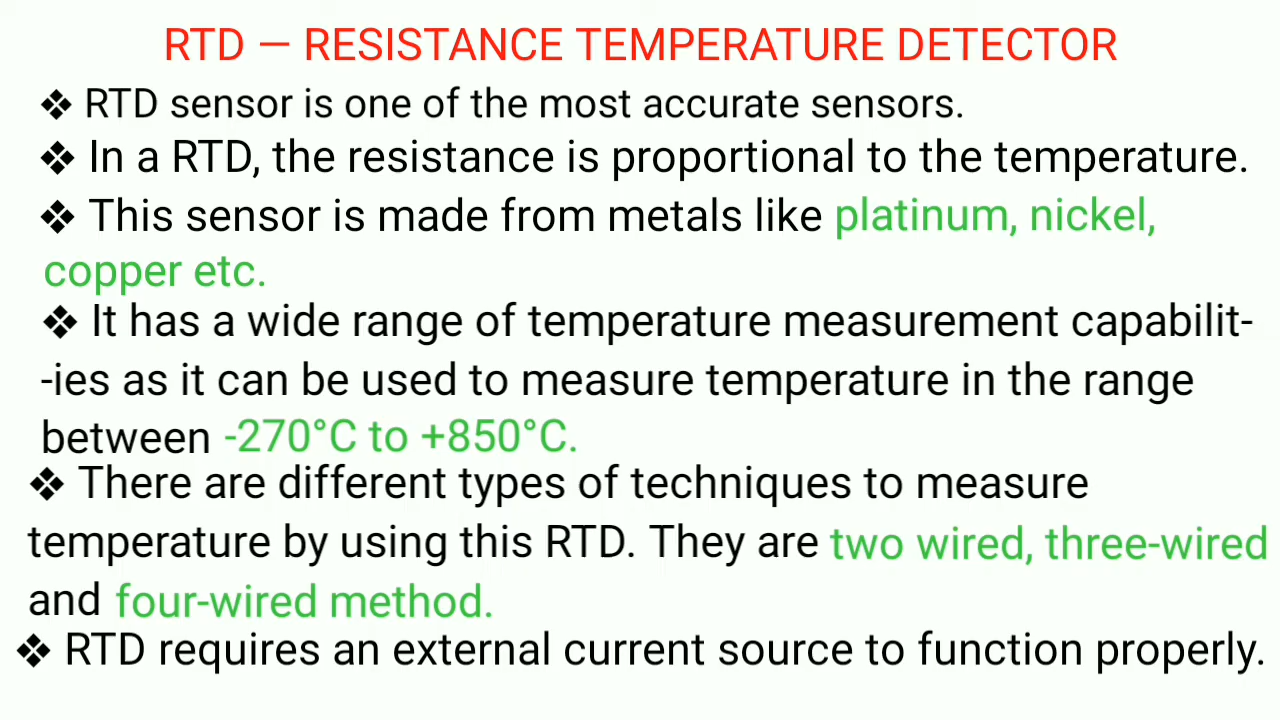 RTD — RESISTANCE TEMPERATURE DETECTOR
❖ RTD sensor is one of the most accurate sensors.
❖ In a RTD, the resistance is proportional to the temperature.
❖ This sensor is made from metals like platinum, nickel,
copper etc.
❖ It has a wide range of temperature measurement capabilit-
-ies as it can be used to measure temperature in the range
between -270°C to +850°C.
❖ There are different types of techniques to measure
temperature by using this RTD. They are two wired, three-wired
and four-wired method.
❖ RTD requires an external current source to function properly.